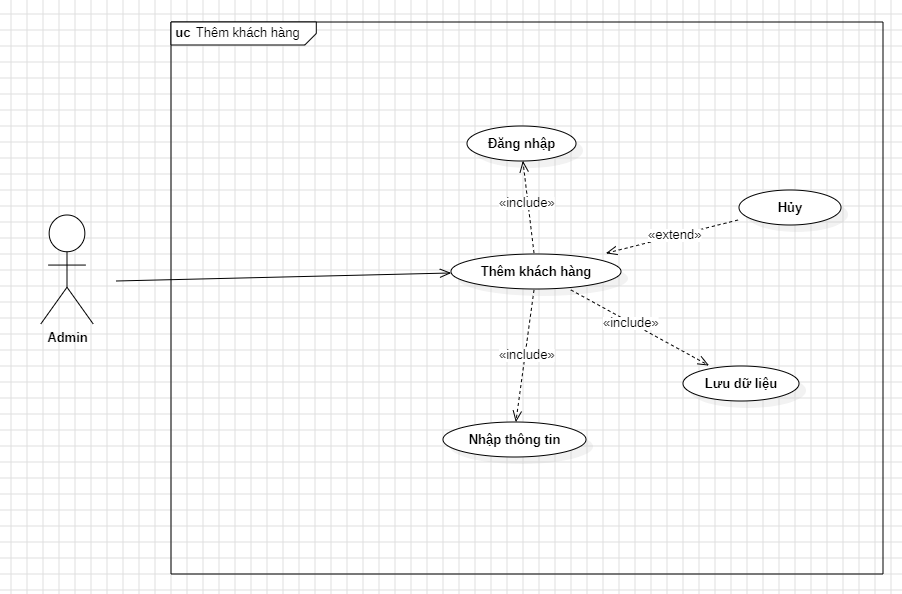 uc Thêm khách hàng
Đăng nhập
«include»
Hủy
«extend»
Thêm khách hàng
Admin
«include»
«include»
Lưu dữ liệu
Nhập thông tin